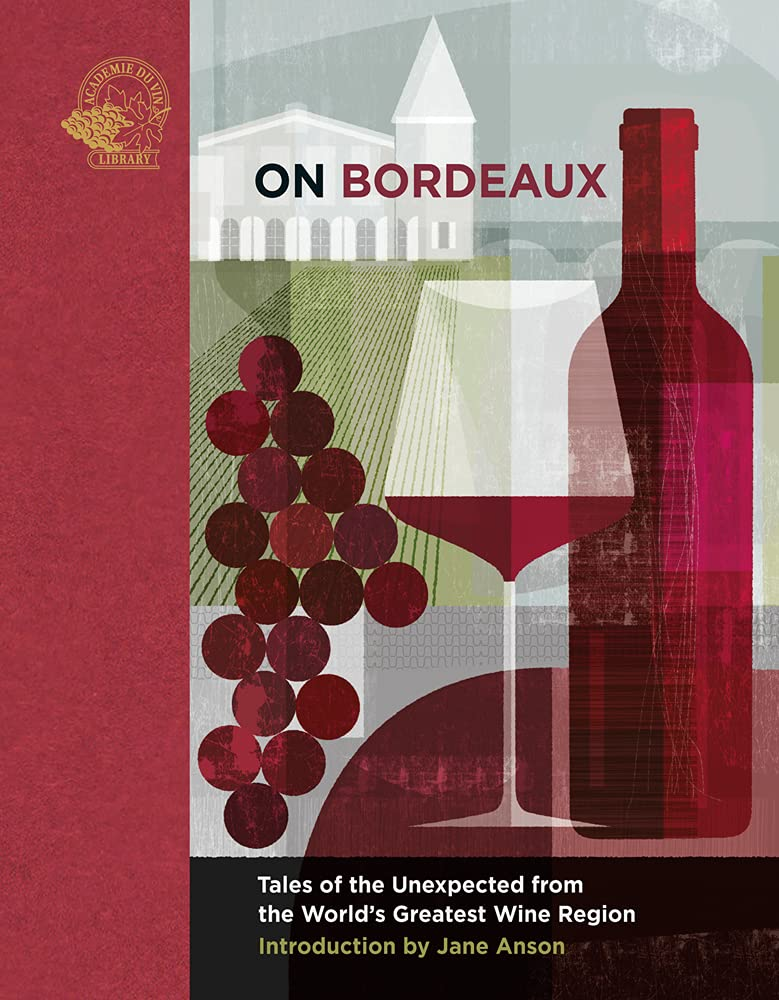 ACADEMIE DU VIN
LIBRARY
ON BORDEAUX
Tales of the Unexpected from
the World's Greatest Wine Region
Introduction by Jane Anson